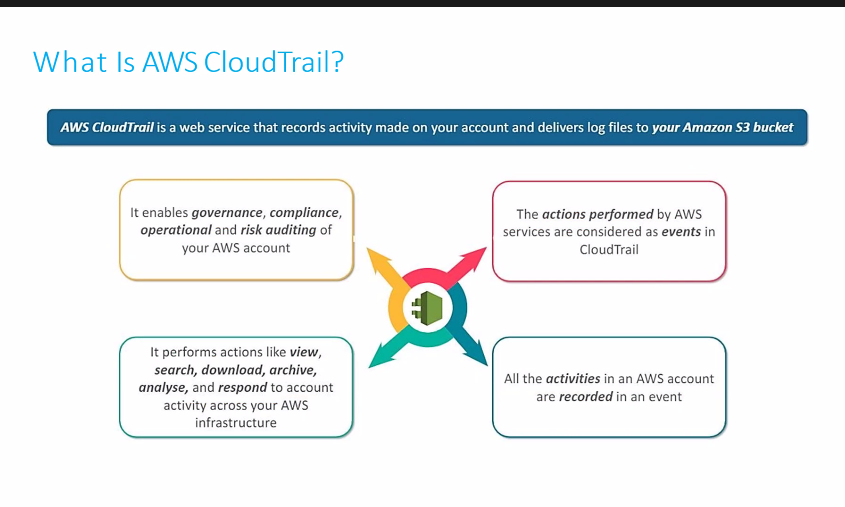 What Is AWS CloudTrail?
AWS CloudTrail is a web service that records activity made on your account and delivers log files to your Amazon S3 bucket
It enables governance, compliance,
operational and risk auditing of
your AWS account
The actions performed by AWS
services are considered as events in
CloudTrail
It performs actions like view,
search, download, archive,
analyse, and respond to account
activity across your AWS
infrastructure
All the activities in an AWS account
are recorded in an event